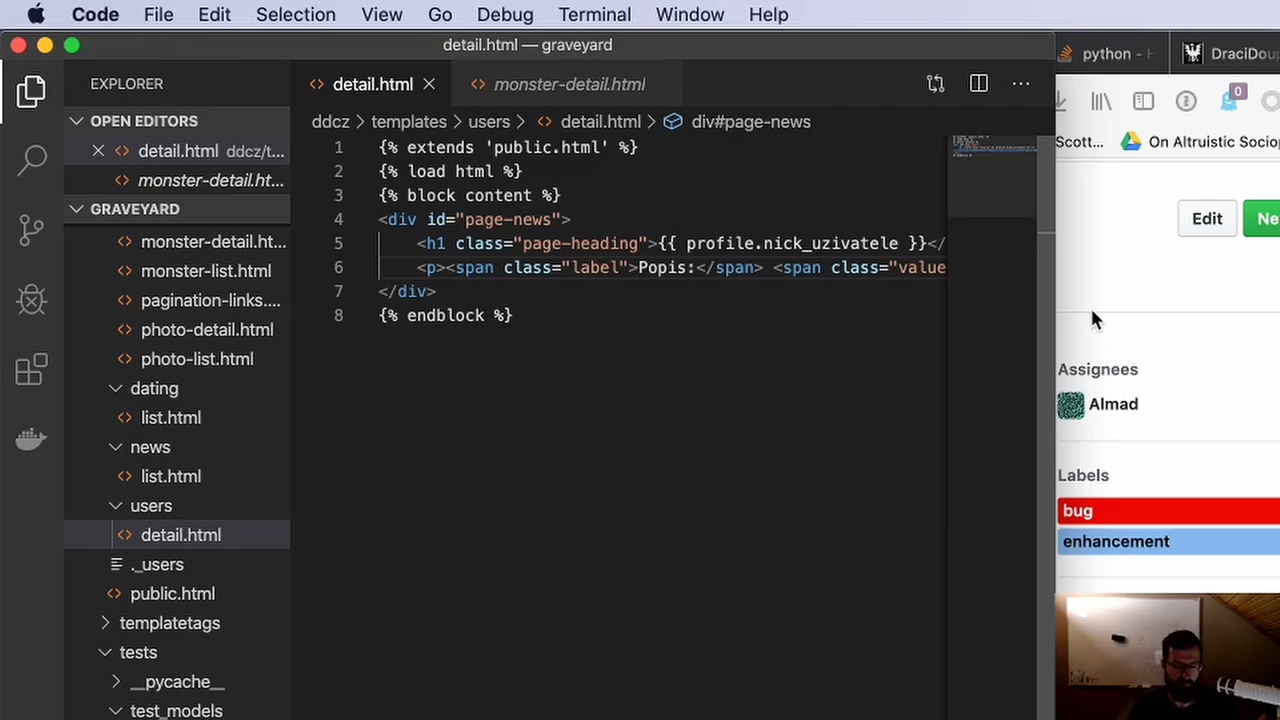 Code File Edit Selection View Go Debug Terminal Window Help
detail.html — graveyard
python -
EXPLORER
detail.html
monster-detail.html
OPEN EDITORS
detail.html ddcz/t...
monster-detail.ht...
ddcz > templates > users > detail.html > div#page-news
0
Scott...
On Altruistic Sociop
GRAVEYARD
monster-detail.ht...
monster-list.html
pagination-links....
photo-detail.html
photo-list.html
dating
list.html
news
list.html
users
detail.html
._users
public.html
templatetags
tests
__pycache__
test_models
1 {% extends 'public.html' %}
2 {% load html %}
3 {% block content %}
4 <div id="page-news">
5 <h1 class="page-heading">{{ profile.nick_uzivatele }}</
6 <p><span class="label">Popis:</span> <span class="value
7 </div>
8 {% endblock %}
Edit
Ne
Assignees
Almad
Labels
bug
enhancement